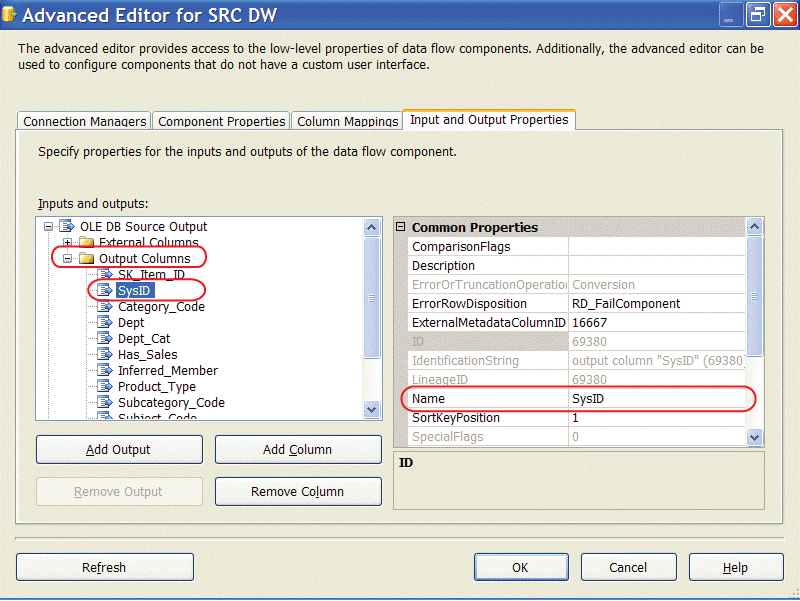 Advanced Editor for SRC DW
The advanced editor provides access to the low-level properties of data flow components. Additionally, the advanced editor can be
used to configure components that do not have a custom user interface.
Connection Managers Component Properties Column Mappings Input and Output Properties
Specify properties for the inputs and outputs of the data flow component.
Inputs and outputs:
OLE DB Source Output
External Columns
Output Columns
SK_Item_ID
SysID
Category_Code
Dept
Dept_Cat
Has_Sales
Inferred_Member
Product_Type
Subcategory_Code
Subject_Code
Common Properties
ComparisonFlags
Description
ErrorOrTruncationOperation Conversion
ErrorRowDisposition RD_FailComponent
ExternalMetadataColumnID 16667
ID 69380
IdentificationString output column "SysID" (69380)
LineageID 69380
Name SysID
SortKeyPosition 1
SpecialFlags 0
Add Output Add Column
Remove Output Remove Column
ID
Refresh OK Cancel Help